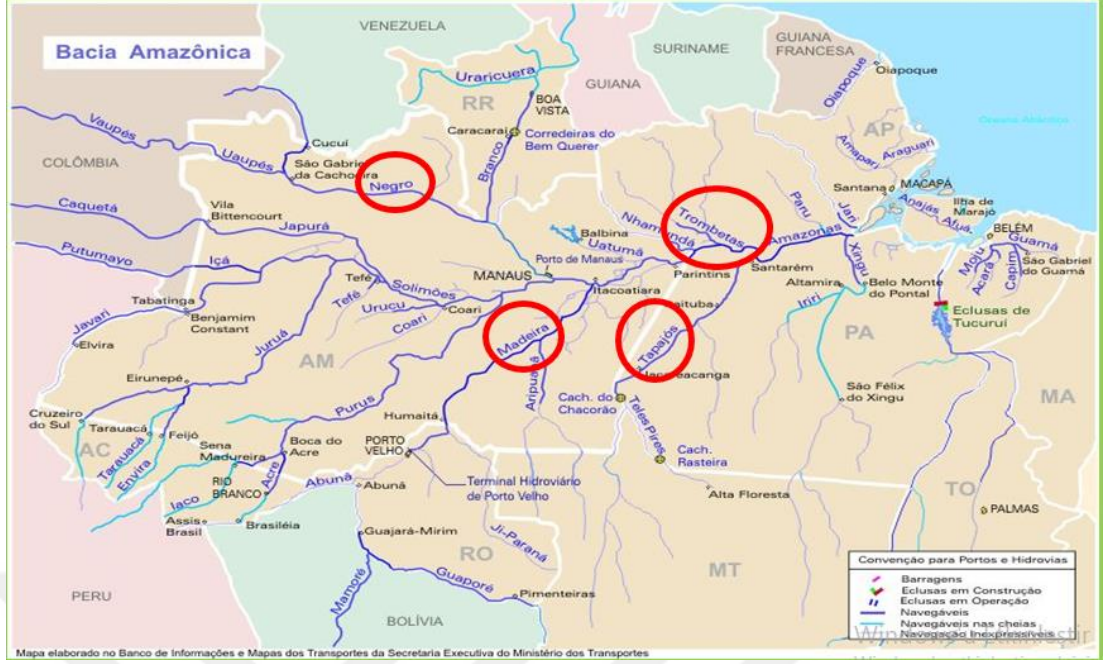 Bacia Amazônica
VENEZUELA
SURINAME
GUIANA
FRANCESA
GUIANA
COLÔMBIA
PERU
BOLÍVIA
RR
AP
AM
PA
MA
AC
RO
MT
TO
Uraricuera
BOA
VISTA
Oiapoque
Oiapoque
Vaupés
Cucuí
Caracaraí
Corredeiras do
Bem Querer
Branco
Amapari
Araguari
Oceano Atlântico
Uaupés
São Gabriel
da Cachoeira
Negro
Santana
MACAPÁ
Caquetá
Vila
Bittencourt
Japurá
Balbina
Nhamundá
Trombetas
Paru
Jari
Anajás
Afuá
Ilha de
Marajó
Putumayo
Içá
Uatumã
Amazonas
BELÉM
Guamá
Porto de Manaus
Parintins
Santarém
Xingu
Moju
Acará
Capim
São Gabriel
do Guamá
Tefé
Solimões
MANAUS
Itacoatiara
Altamira
Belo Monte
do Pontal
Tabatinga
Tefé
Urucu
Coari
Coari
Iriri
Eclusas de
Tucuruí
Javari
Benjamim
Constant
Juruá
Madeira
Tapajós
Elvira
Eirunepé
Purus
Aripuanã
Cach. do
Chacorão
São Félix
do Xingu
Cruzeiro
do Sul
Tarauacá
Feijó
Humaitá
Teles Pires
Cach.
Rasteira
Tarauacá
Envira
Sena
Madureira
Boca do
Acre
PORTO
VELHO
RIO
BRANCO
Acre
Iaco
Abunã
Abunã
Terminal Hidroviário
de Porto Velho
Alta Floresta
Assis
Brasil
Brasiléia
Guajará-Mirim
Ji-Paraná
PALMAS
Mamoré
Guaporé
Pimenteiras
Convenção para Portos e Hidrovias
Barragens
Eclusas em Construção
Eclusas em Operação
Navegáveis
Navegáveis nas cheias
Navegação Inexpressíveis
Mapa elaborado no Banco de Informações e Mapas dos Transportes da Secretaria Executiva do Ministério dos Transportes